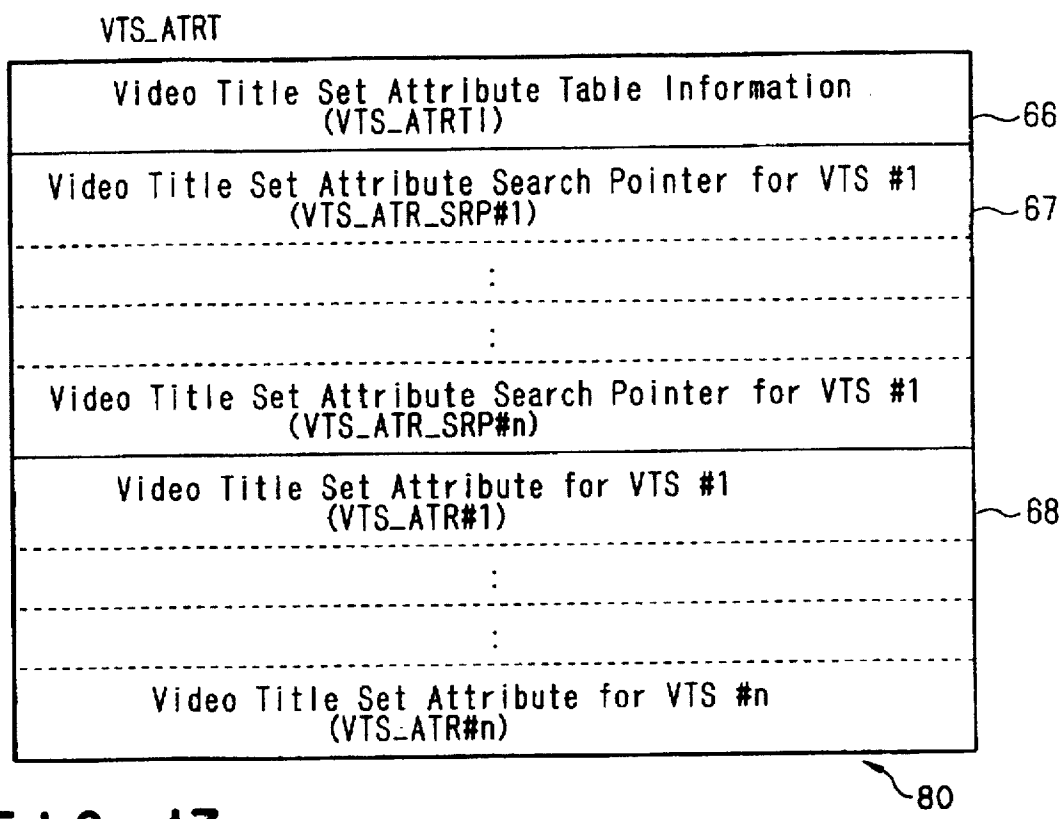 VTS_ATRT
Video Title Set Attribute Table Information
(VTS_ATRTI)
66
Video Title Set Attribute Search Pointer for VTS #1
(VTS_ATR_SRP#1)
67
:
:
Video Title Set Attribute Search Pointer for VTS #1
(VTS_ATR_SRP#n)
Video Title Set Attribute for VTS #1
(VTS_ATR#1)
68
:
:
Video Title Set Attribute for VTS #n
(VTS_ATR#n)
80